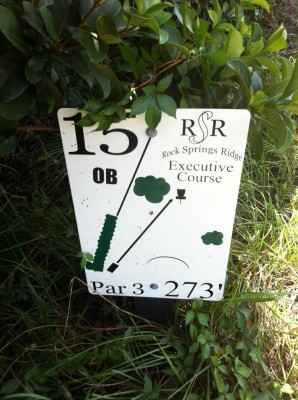 15
OB
RSR
Rock Springs Ridge
Executive
Course
Par 3 273'